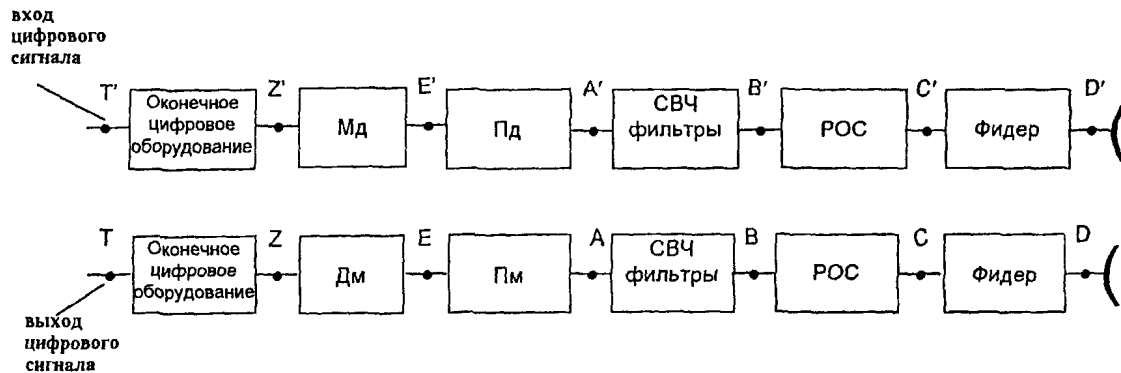 вход
цифрового
сигнала
T' Z' E' A' B' C' D'
Оконечное
цифровое
оборудование
Мд
Пд
СВЧ
фильтры
РОС
Фидер
T Z E A B C D
Оконечное
цифровое
оборудование
Дм
Пм
СВЧ
фильтры
РОС
Фидер
выход
цифрового
сигнала